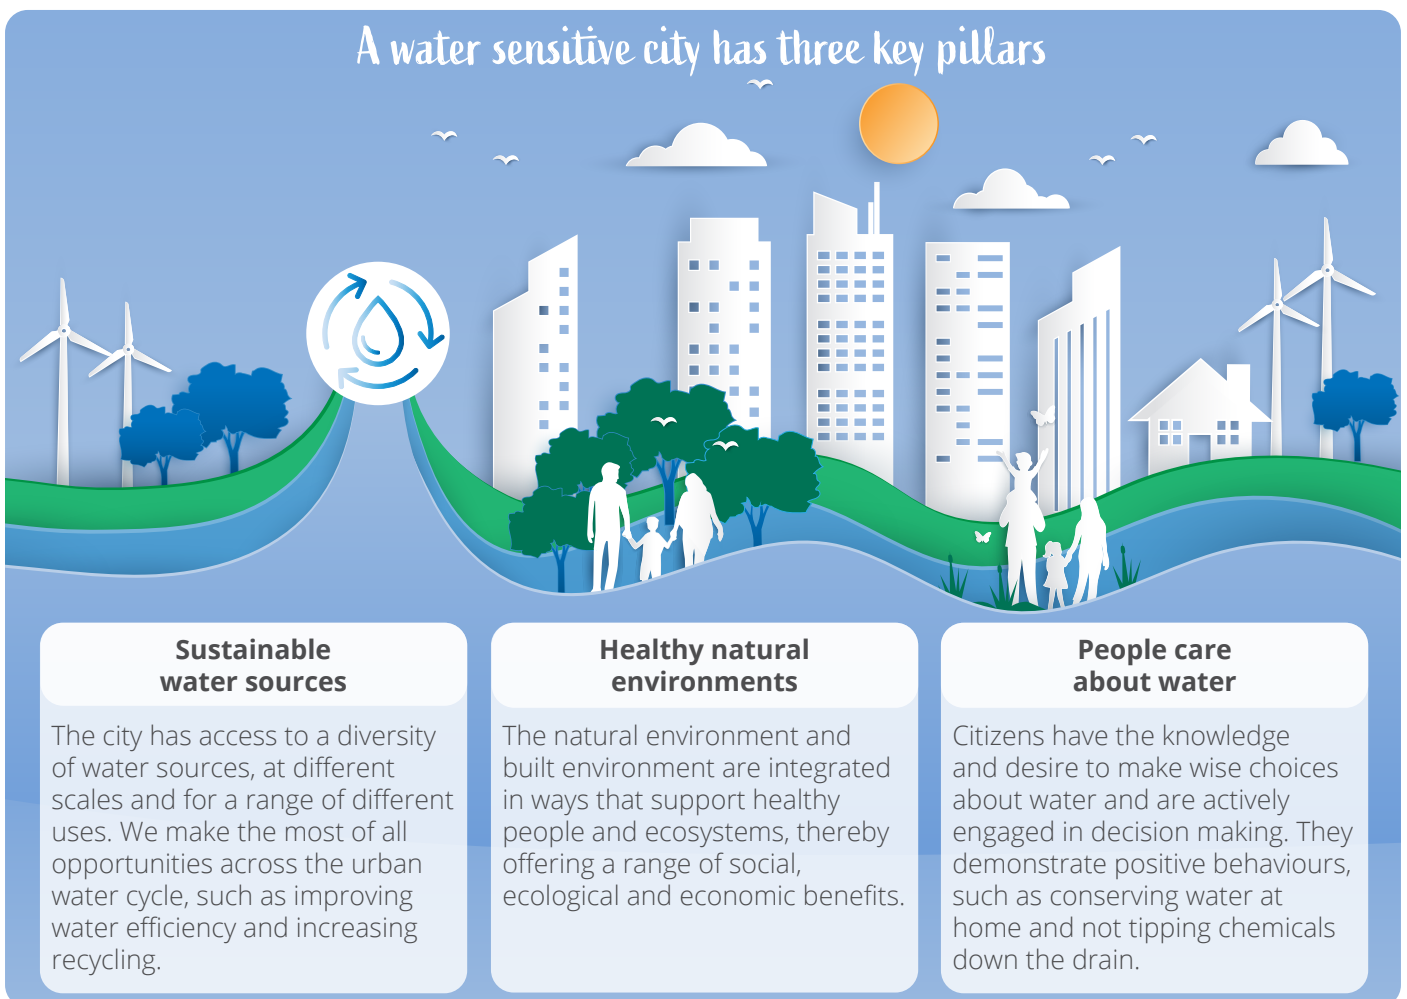 A water sensitive city has three key pillars
Sustainable
water sources
The city has access to a diversity
of water sources, at different
scales and for a range of different
uses. We make the most of all
opportunities across the urban
water cycle, such as improving
water efficiency and increasing
recycling.
Healthy natural
environments
The natural environment and
built environment are integrated
in ways that support healthy
people and ecosystems, thereby
offering a range of social,
ecological and economic benefits.
People care
about water
Citizens have the knowledge
and desire to make wise choices
about water and are actively
engaged in decision making. They
demonstrate positive behaviours,
such as conserving water at
home and not tipping chemicals
down the drain.